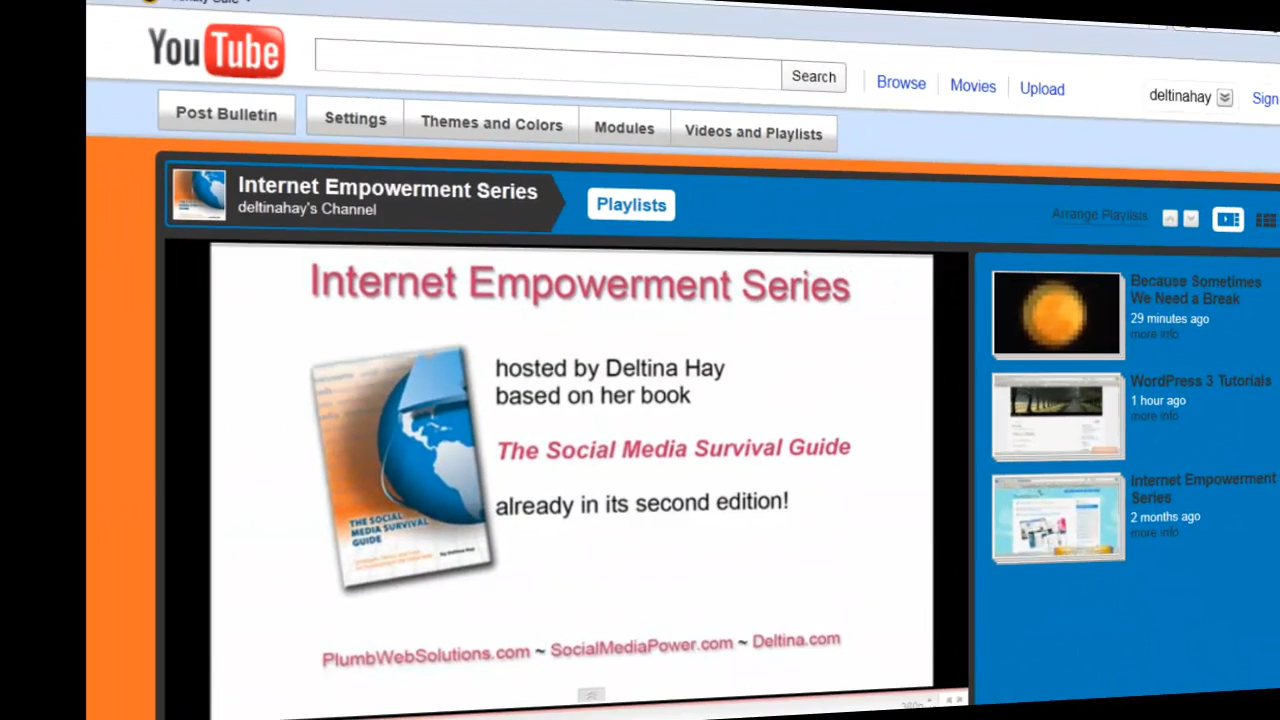 YouTube
Search
Browse
Movies
Upload
deltinahay
Sign
Post Bulletin
Settings
Themes and Colors
Modules
Videos and Playlists
Internet Empowerment Series
deltinahay's Channel
Playlists
Arrange Playlists
Internet Empowerment Series
hosted by Deltina Hay
based on her book
The Social Media Survival Guide
already in its second edition!
THE SOCIAL
MEDIA SURVIVAL
GUIDE
by Deltina Hay
PlumbWebSolutions.com ~ SocialMediaPower.com ~ Deltina.com
Because Sometimes
We Need a Break
29 minutes ago
more info
WordPress 3 Tutorials
1 hour ago
more info
Internet Empowerment
Series
2 months ago
more info